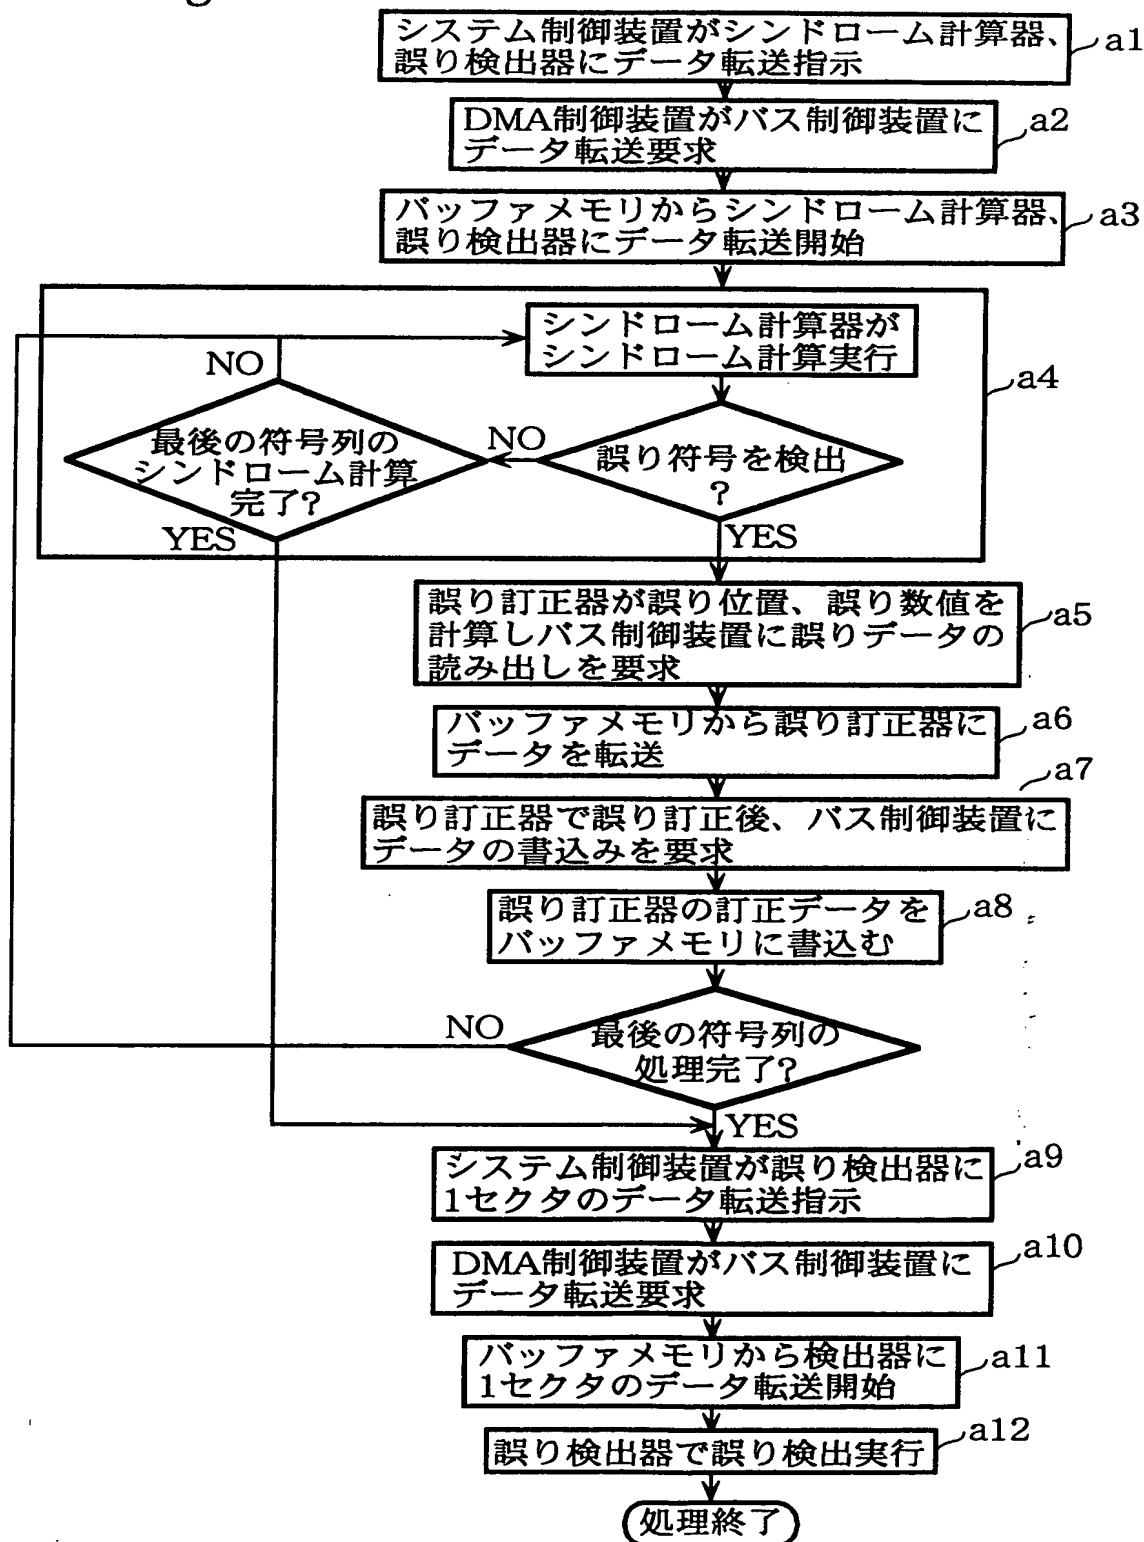 システム制御装置がシンドローム計算器、
誤り検出器にデータ転送指示
a1
DMA制御装置がバス制御装置に
データ転送要求
a2
バッファメモリからシンドローム計算器、
誤り検出器にデータ転送開始
a3
シンドローム計算器が
シンドローム計算実行
a4
NO
最後の符号列の
シンドローム計算
完了?
NO
誤り符号を検出
?
YES
YES
誤り訂正器が誤り位置、誤り数値を
計算しバス制御装置に誤りデータの
読み出しを要求
a5
バッファメモリから誤り訂正器に
データを転送
a6
a7
誤り訂正器で誤り訂正後、バス制御装置に
データの書込みを要求
誤り訂正器の訂正データを
バッファメモリに書込む
a8
NO
最後の符号列の
処理完了?
YES
システム制御装置が誤り検出器に
1セクタのデータ転送指示
a9
DMA制御装置がバス制御装置に
データ転送要求
a10
バッファメモリから検出器に
1セクタのデータ転送開始
a11
誤り検出器で誤り検出実行
a12
処理終了